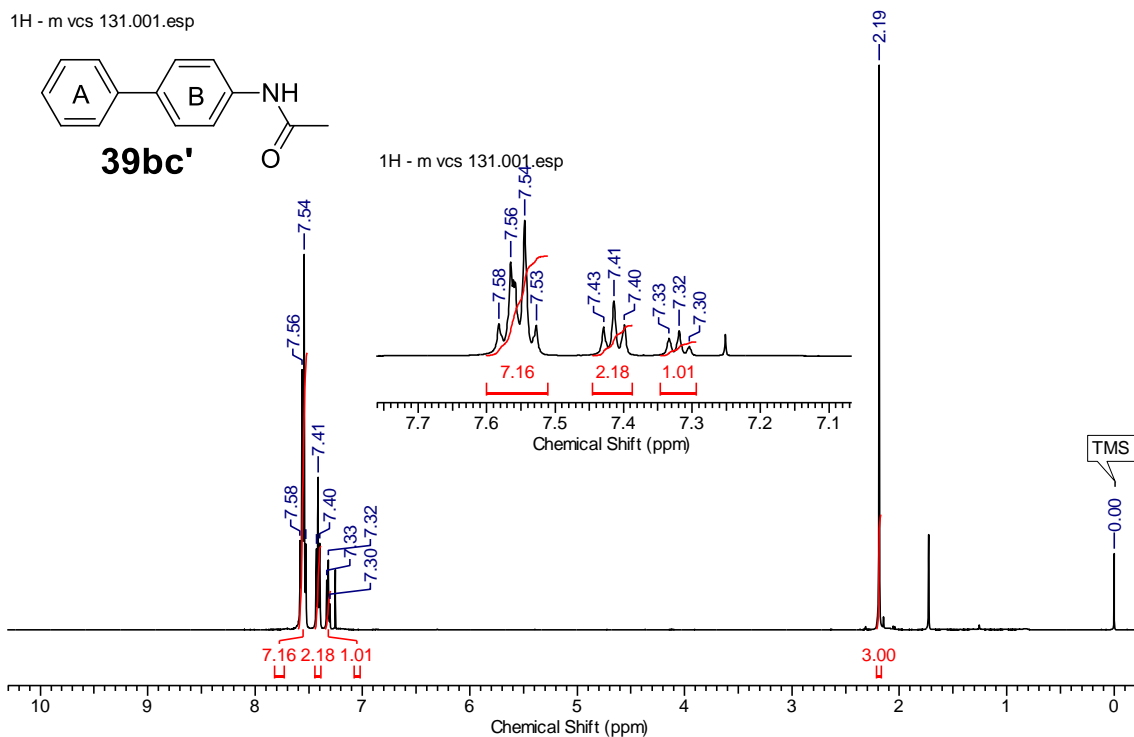 1H - m vcs 131.001.esp
A
B
NH
O
39bc'
1H - m vcs 131.001.esp
7.58
7.56
7.54
7.53
7.43
7.41
7.40
7.33
7.32
7.30
7.16 2.18 1.01
7.7 7.6 7.5 7.4 7.3 7.2 7.1
Chemical Shift (ppm)
7.58
7.56
7.54
7.41
7.40
7.33
7.32
7.30
2.19
TMS
0.00
7.16 2.18 1.01 3.00
10 9 8 7 6 5 4 3 2 1 0
Chemical Shift (ppm)